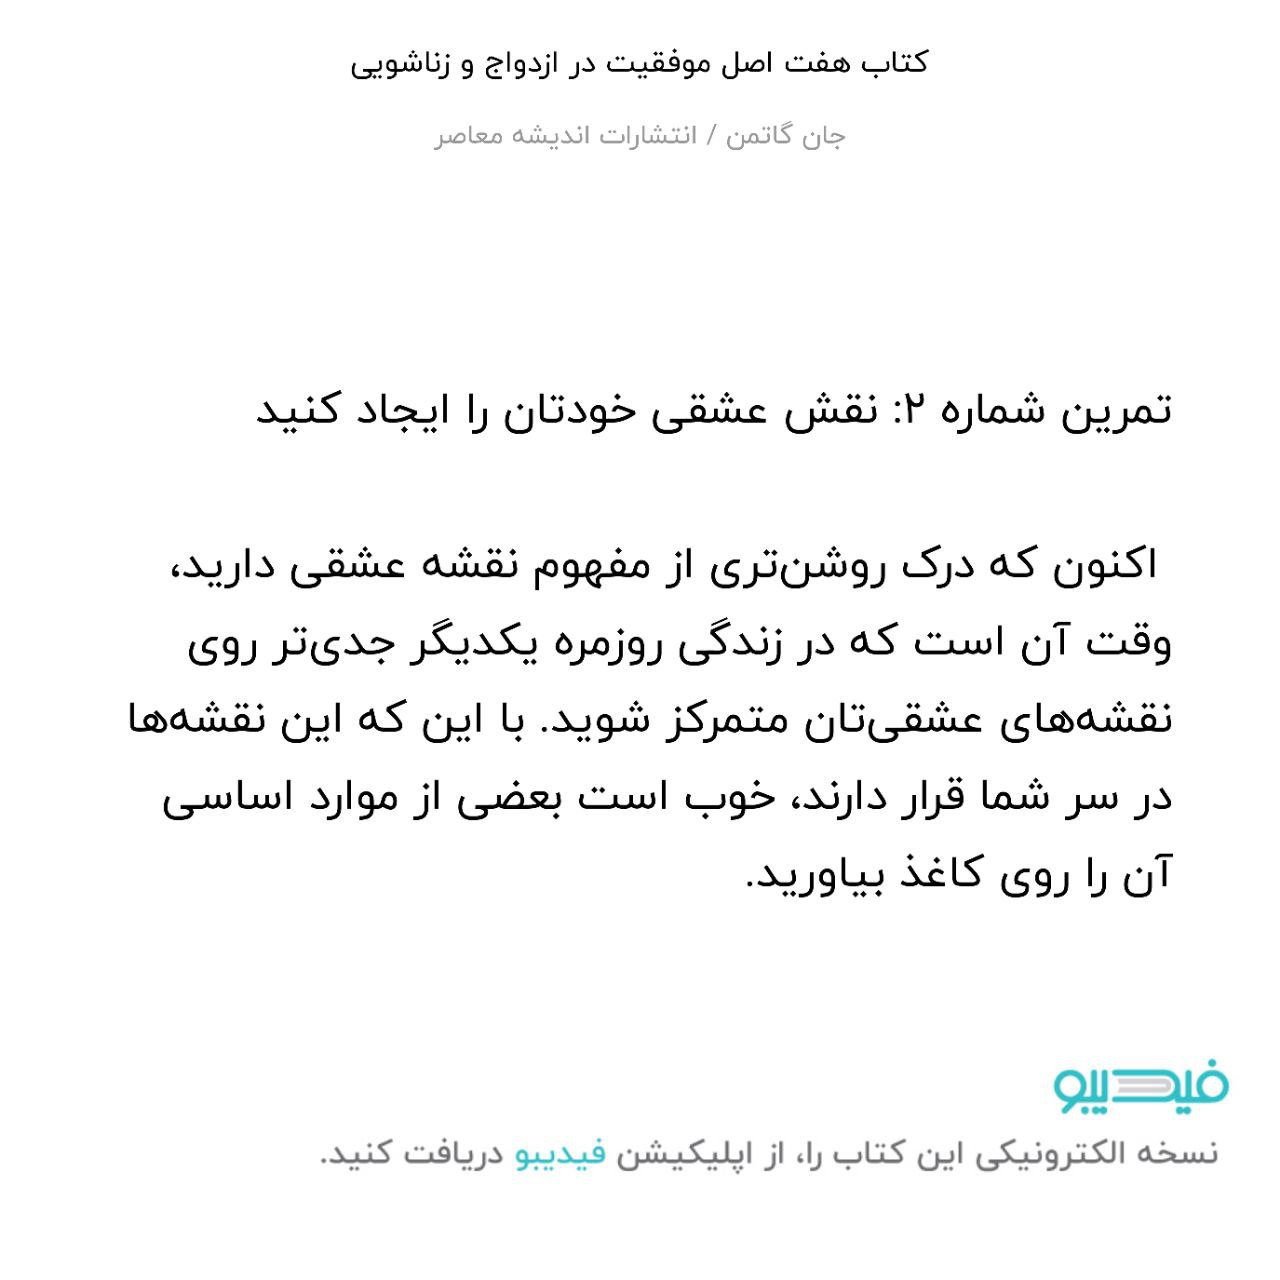 کتاب هفت اصل موفقیت در ازدواج و زناشویی
جان گاتمن / انتشارات اندیشه معاصر
تمرین شماره ۲: نقش عشقی خودتان را ایجاد کنید
اکنون که درک روشن‌تری از مفهوم نقشه عشقی دارید،
وقت آن است که در زندگی روزمره یکدیگر جدی‌تر روی
نقشه‌های عشقی‌تان متمرکز شوید. با این که این نقشه‌ها
در سر شما قرار دارند، خوب است بعضی از موارد اساسی
آن را روی کاغذ بیاورید.
فیدیبو
نسخه الکترونیکی این کتاب را، از اپلیکیشن فیدیبو دریافت کنید.